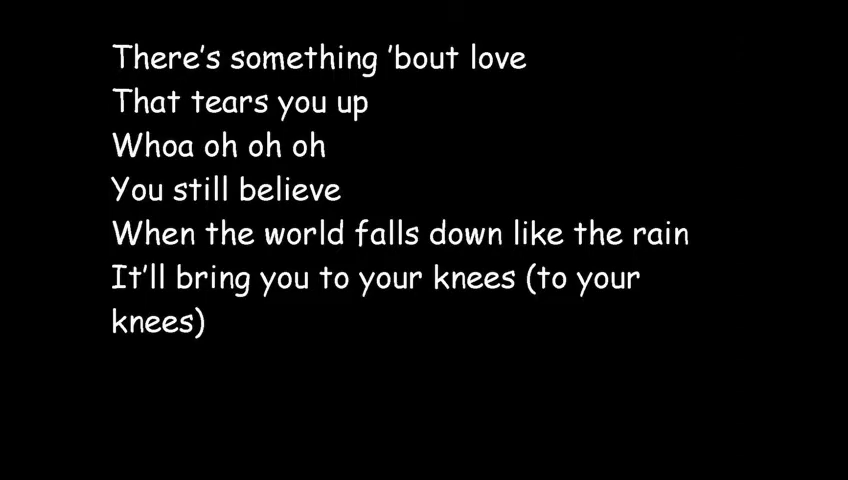 There's something 'bout love
That tears you up
Whoa oh oh oh
You still believe
When the world falls down like the rain
It'll bring you to your knees (to your
knees)